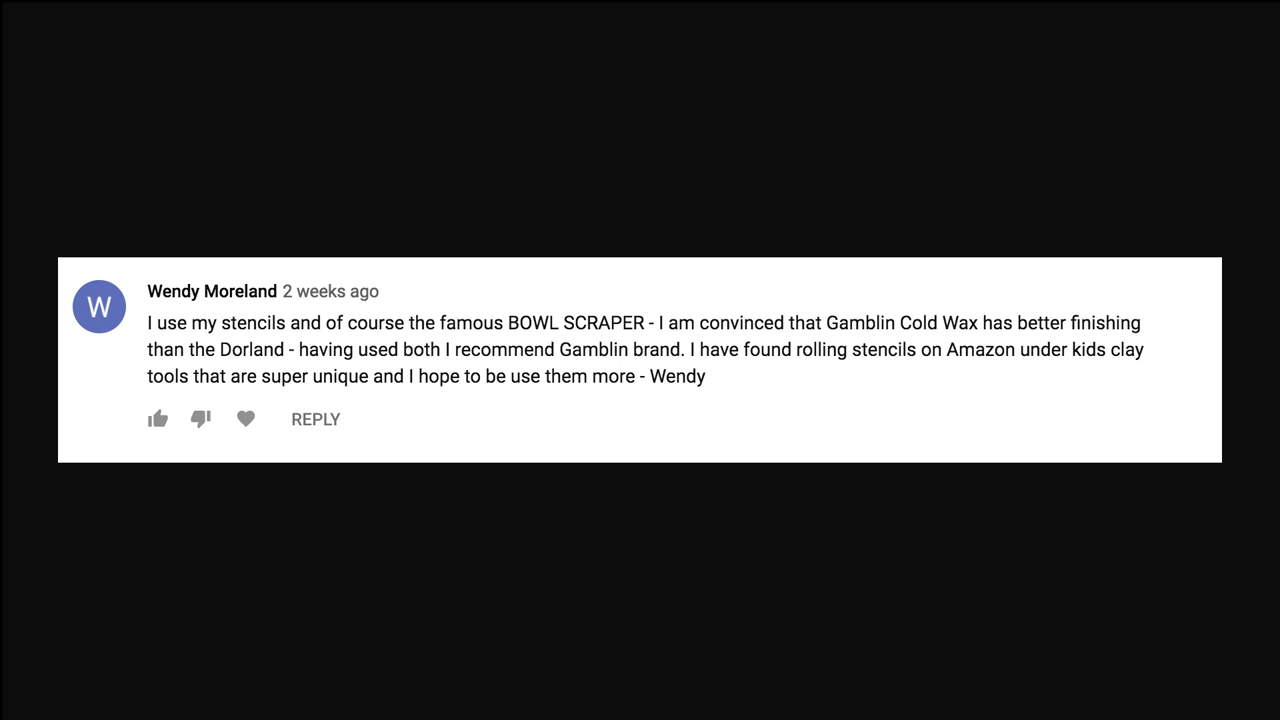 W
Wendy Moreland 2 weeks ago
I use my stencils and of course the famous BOWL SCRAPER - I am convinced that Gamblin Cold Wax has better finishing
than the Dorland - having used both I recommend Gamblin brand. I have found rolling stencils on Amazon under kids clay
tools that are super unique and I hope to be use them more - Wendy
REPLY